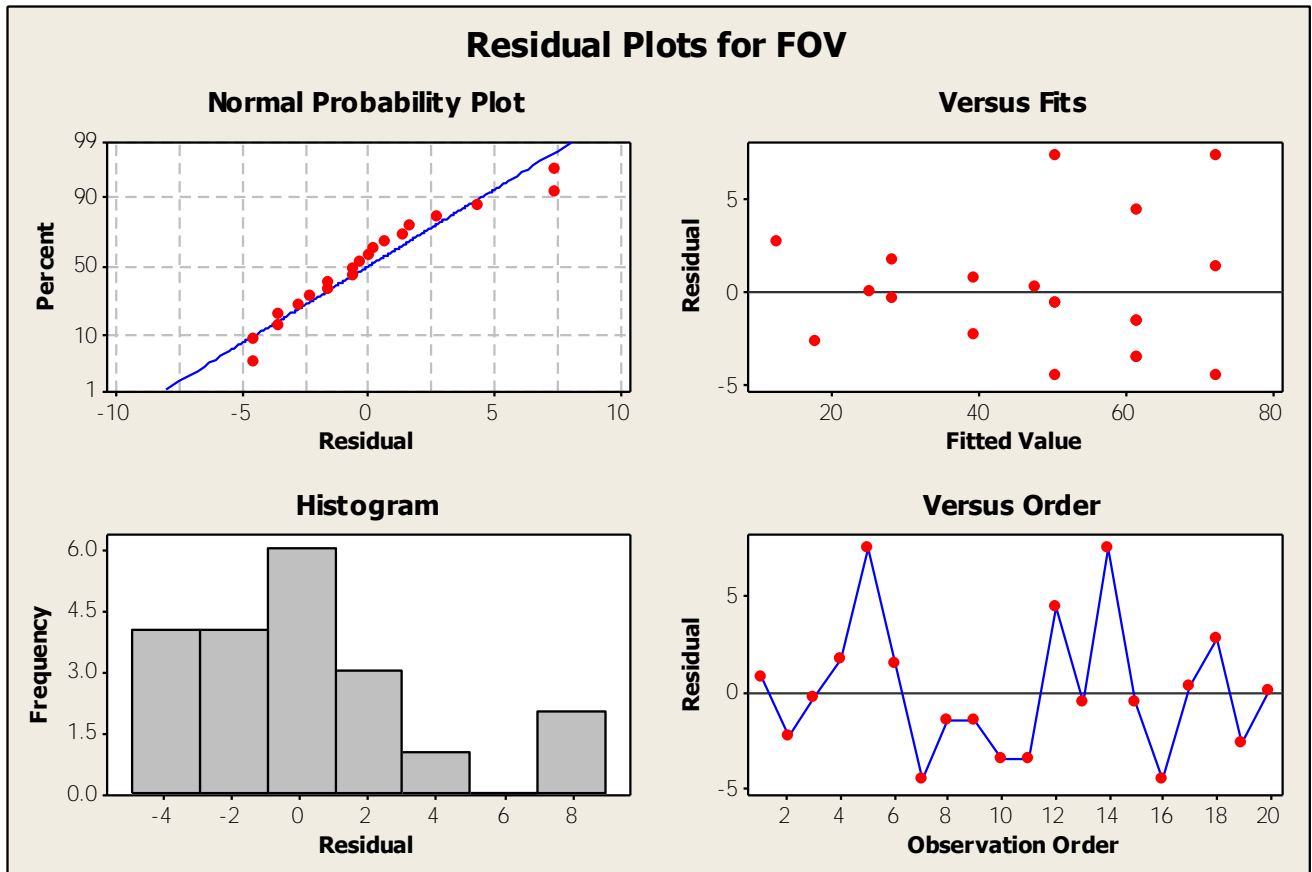 Residual Plots for FOV
Normal Probability Plot
99
90
50
10
1
Percent
-10 -5 0 5 10
Residual
Versus Fits
5
0
-5
Residual
20 40 60 80
Fitted Value
Histogram
6.0
4.5
3.0
1.5
0.0
Frequency
-4 -2 0 2 4 6 8
Residual
Versus Order
5
0
-5
Residual
2 4 6 8 10 12 14 16 18 20
Observation Order